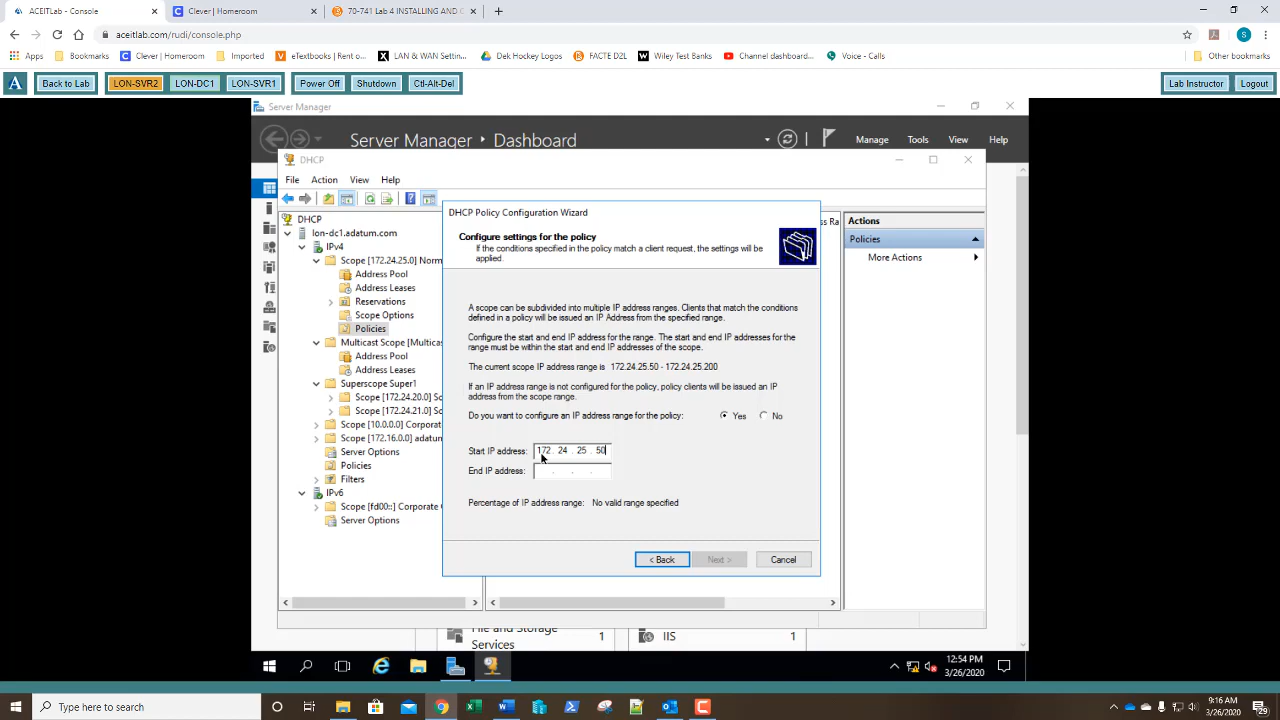 ACEITLab - Console
Clever | Homeroom
70-741 Lab 4 INSTALLING AND C
aceitlab.com/rudi/console.php
Apps
Bookmarks
Clever | Homeroom
Imported
eTextbooks | Rent o...
LAN & WAN Setting...
Dek Hockey Logos
FACTE D2L
Wiley Test Banks
Channel dashboard...
Voice - Calls
Other bookmarks
Back to Lab
LON-SVR2
LON-DC1
LON-SVR1
Power Off
Shutdown
Ctl-Alt-Del
Lab Instructor
Logout
Server Manager
Server Manager • Dashboard
Manage
Tools
View
Help
DHCP
File
Action
View
Help
DHCP
lon-dc1.adatum.com
IPv4
Scope [172.24.25.0] Norm
Address Pool
Address Leases
Reservations
Scope Options
Policies
Multicast Scope [Multicas
Address Pool
Address Leases
Superscope Super1
Scope [172.24.20.0] Sc
Scope [172.24.21.0] Sc
Scope [10.0.0.0] Corporat
Scope [172.16.0.0] adatum
Server Options
Policies
Filters
IPv6
Scope [fd00::] Corporate (
Server Options
DHCP Policy Configuration Wizard
Configure settings for the policy
If the conditions specified in the policy match a client request, the settings will be
applied.
A scope can be subdivided into multiple IP address ranges. Clients that match the conditions
defined in a policy will be issued an IP Address from the specified range.
Configure the start and end IP address for the range. The start and end IP addresses for the
range must be within the start and end IP addresses of the scope.
The current scope IP address range is 172.24.25.50 - 172.24.25.200
If an IP address range is not configured for the policy, policy clients will be issued an IP
address from the scope range.
Do you want to configure an IP address range for the policy:
Yes
No
Start IP address: 172 . 24 . 25 . 50
End IP address: . . .
Percentage of IP address range: No valid range specified
< Back
Next >
Cancel
ss Ra
Actions
Policies
More Actions
File and Storage
Services
1
IIS
1
12:54 PM
3/26/2020
Type here to search
9:16 AM
3/26/2020